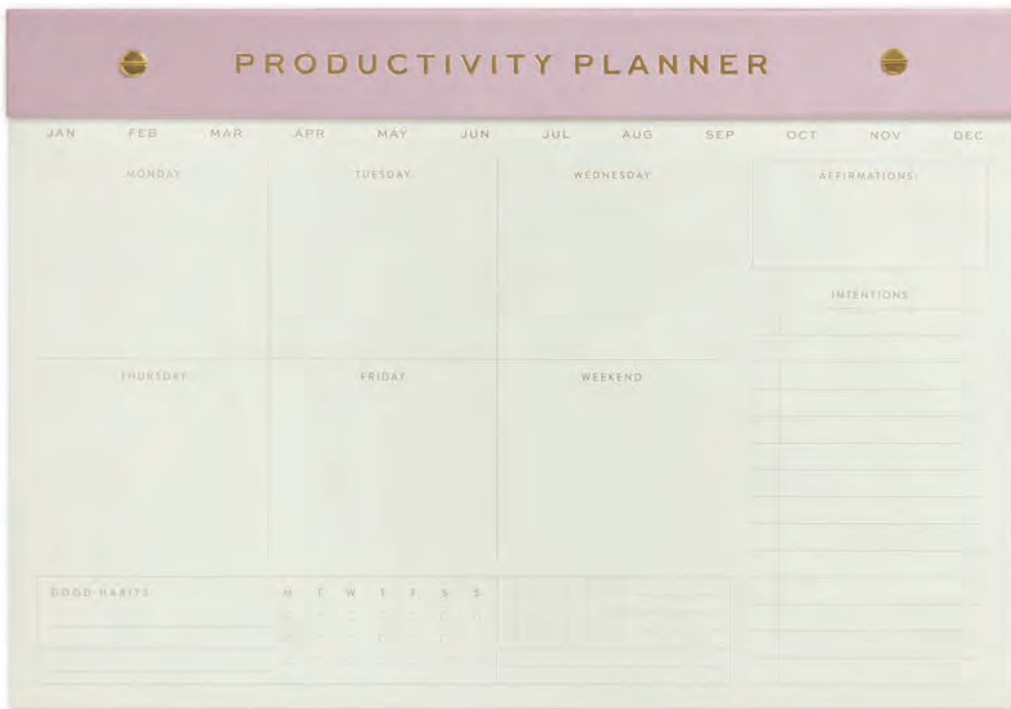 PRODUCTIVITY PLANNER
JAN FEB MAR APR MAY JUN JUL AUG SEP OCT NOV DEC
MONDAY TUESDAY WEDNESDAY AFFIRMATIONS:
INTENTIONS
THURSDAY FRIDAY WEEKEND
GOOD HABITS M T W T F S S